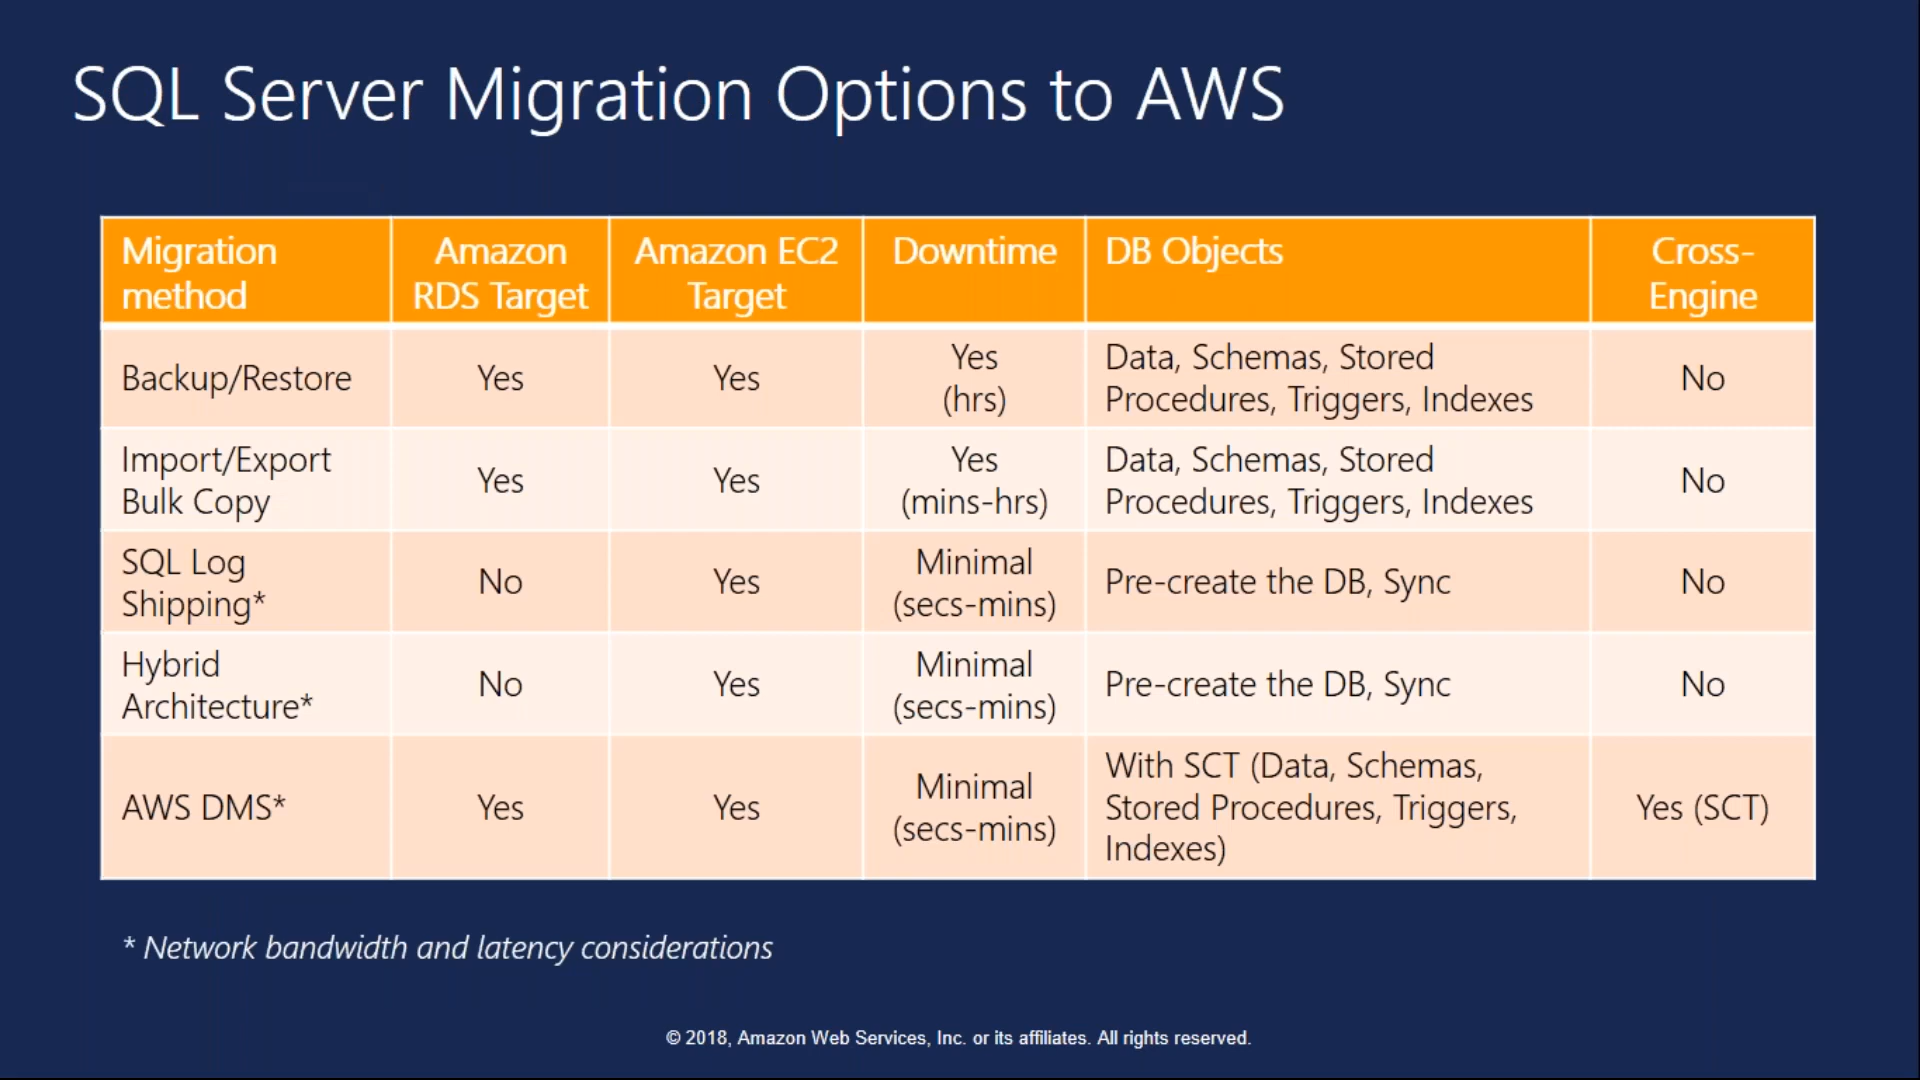 SQL Server Migration Options to AWS
Migration
method
Amazon
RDS Target
Amazon EC2
Target
Downtime
DB Objects
Cross-
Engine
Backup/Restore
Yes
Yes
Yes
(hrs)
Data, Schemas, Stored
Procedures, Triggers, Indexes
No
Import/Export
Bulk Copy
Yes
Yes
Yes
(mins-hrs)
Data, Schemas, Stored
Procedures, Triggers, Indexes
No
SQL Log
Shipping*
No
Yes
Minimal
(secs-mins)
Pre-create the DB, Sync
No
Hybrid
Architecture*
No
Yes
Minimal
(secs-mins)
Pre-create the DB, Sync
No
AWS DMS*
Yes
Yes
Minimal
(secs-mins)
With SCT (Data, Schemas,
Stored Procedures, Triggers,
Indexes)
Yes (SCT)
* Network bandwidth and latency considerations
© 2018, Amazon Web Services, Inc. or its affiliates. All rights reserved.